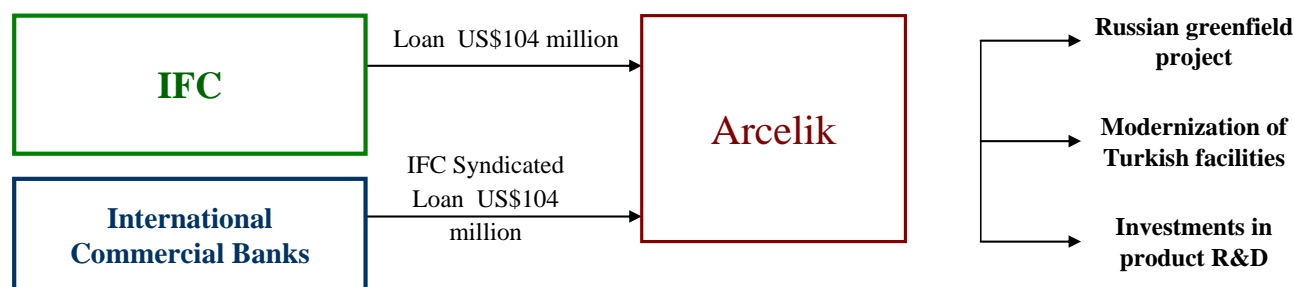 IFC
Loan US$104 million
Arcelik
Russian greenfield
project
Modernization of
Turkish facilities
IFC Syndicated
Loan US$104
million
International
Commercial Banks
Investments in
product R&D